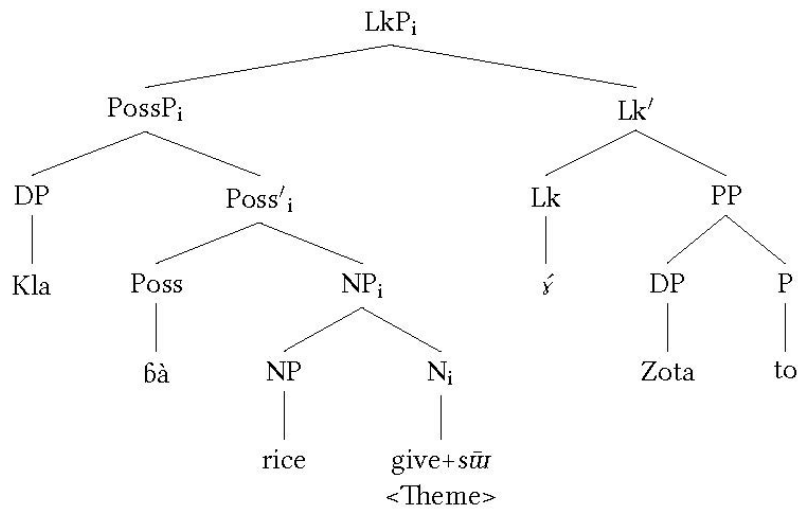 LkPᵢ
PossPᵢ Lk′
DP Poss′ᵢ Lk PP
Kla Poss NPᵢ ɤ́ DP P
ɓà NP Nᵢ Zota to
rice give+sɯ̄ɪ
<Theme>